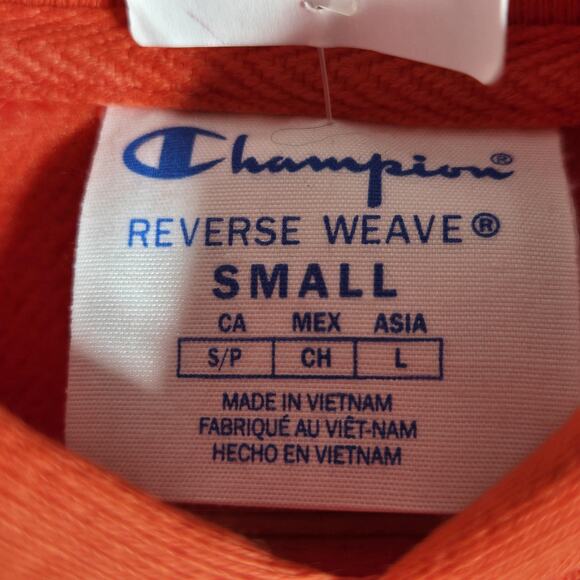 Champion®
REVERSE WEAVE®
SMALL
CA MEX ASIA
S/P CH L
MADE IN VIETNAM
FABRIQUÉ AU VIÊT-NAM
HECHO EN VIETNAM